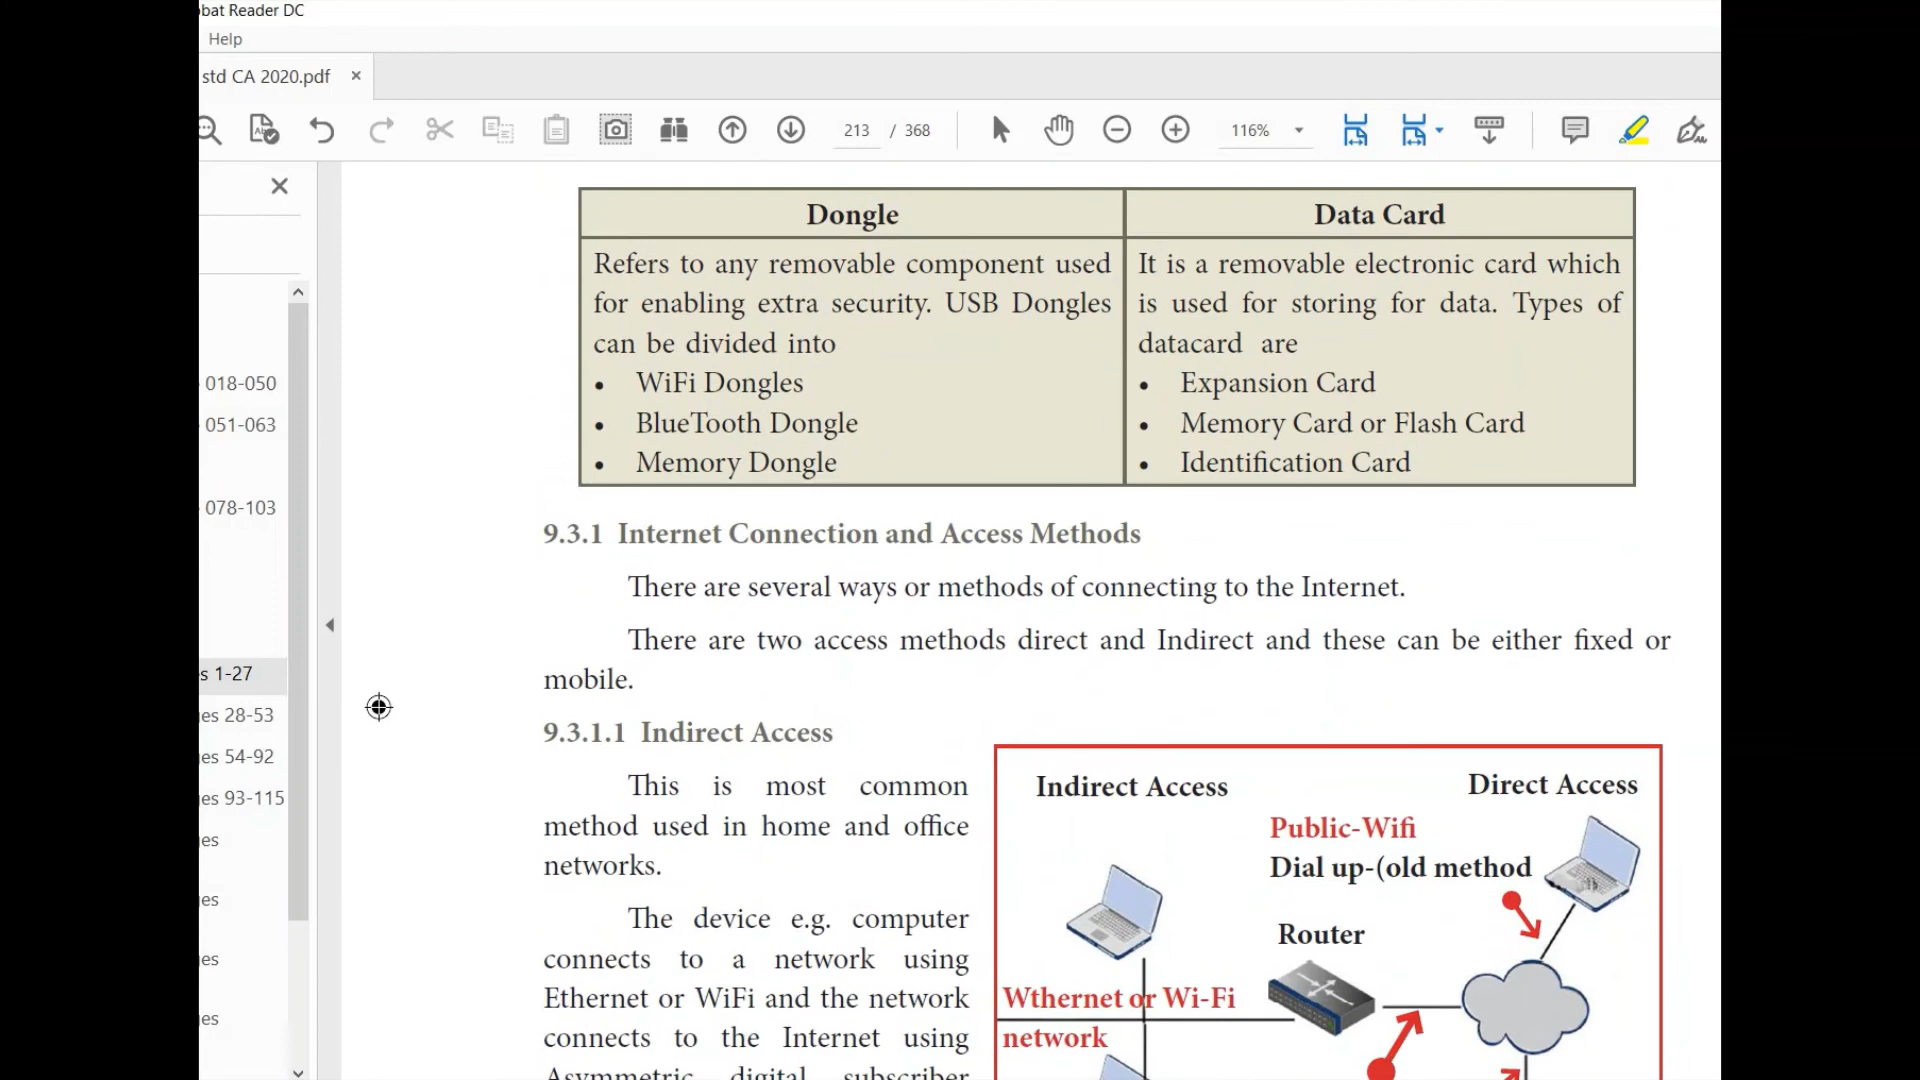 obat Reader DC
Help
std CA 2020.pdf
213 / 368
116%
Dongle
Data Card
Refers to any removable component used
for enabling extra security. USB Dongles
can be divided into
• WiFi Dongles
• BlueTooth Dongle
• Memory Dongle
It is a removable electronic card which
is used for storing for data. Types of
datacard are
• Expansion Card
• Memory Card or Flash Card
• Identification Card
018-050
051-063
078-103
s 1-27
es 28-53
es 54-92
es 93-115
es
es
es
es
9.3.1 Internet Connection and Access Methods
There are several ways or methods of connecting to the Internet.
There are two access methods direct and Indirect and these can be either fixed or
mobile.
9.3.1.1 Indirect Access
This is most common
method used in home and office
networks.
The device e.g. computer
connects to a network using
Ethernet or WiFi and the network
connects to the Internet using
Asymmetric digital subscriber
Indirect Access
Direct Access
Public-Wifi
Dial up-(old method
Router
Wthernet or Wi-Fi
network